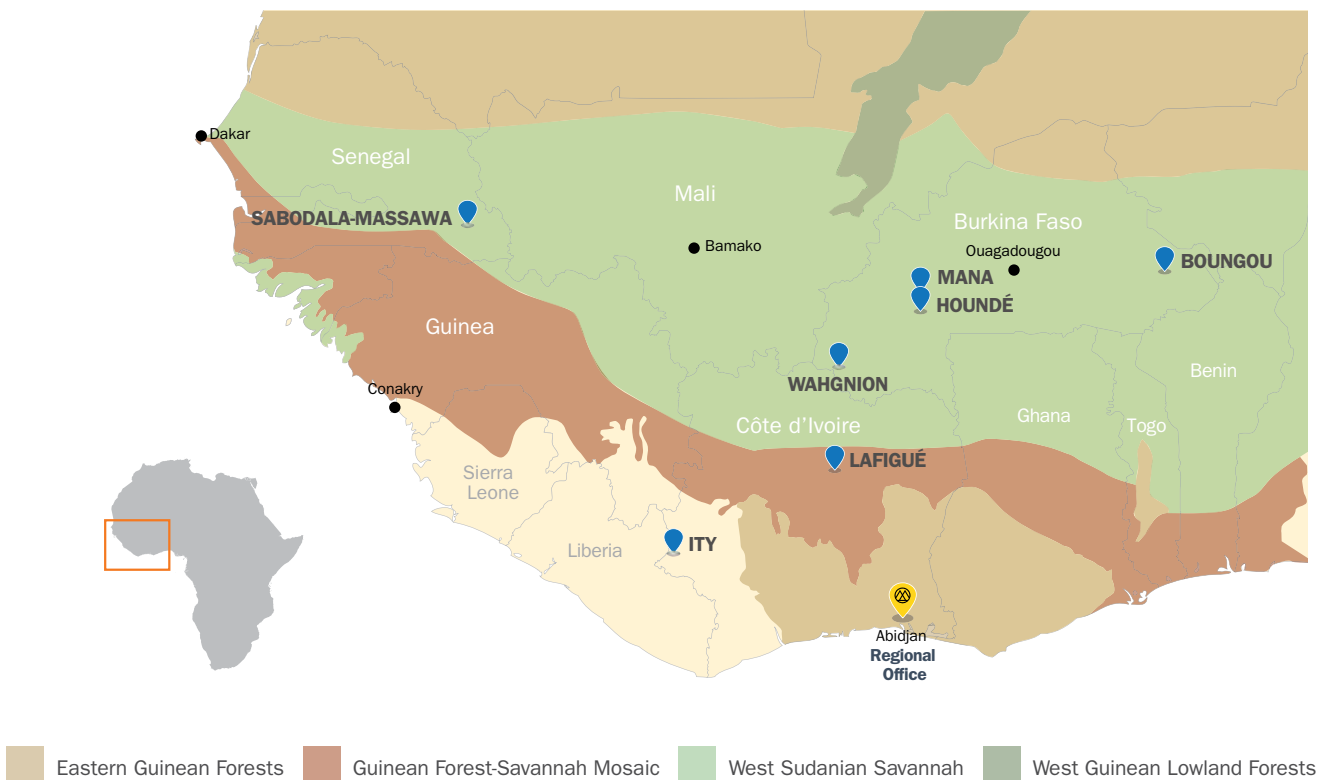 Dakar
Senegal
Mali
SABODALA-MASSAWA
Burkina Faso
Bamako
Ouagadougou
BOUNGOU
MANA
HOUNDÉ
Guinea
WAHGNION
Benin
Conakry
Côte d’Ivoire
Ghana
Togo
LAFIGUÉ
Sierra
Leone
Liberia
ITY
Abidjan
Regional
Office
Eastern Guinean Forests
Guinean Forest-Savannah Mosaic
West Sudanian Savannah
West Guinean Lowland Forests